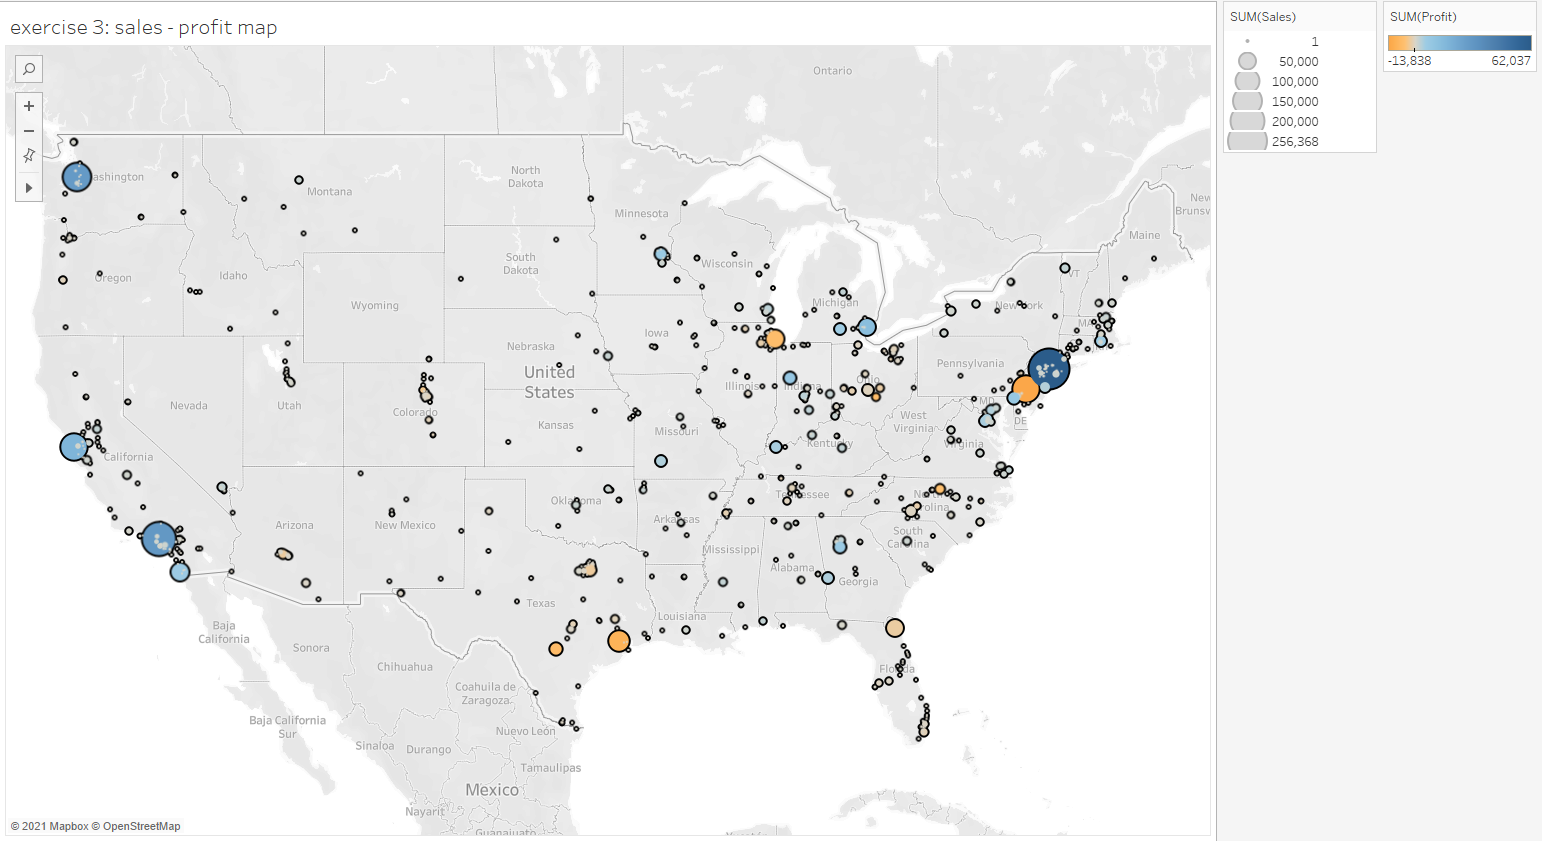 exercise 3: sales - profit map
SUM(Sales)
1
50,000
100,000
150,000
200,000
256,368
SUM(Profit)
-13,838 62,037
Ontario
ashington
Montana
North
Dakota
Minnesota
New
Brunsw
Maine
Oregon
Idaho
South
Dakota
Wisconsin
VT
Wyoming
Michigan
New York
Iowa
MA
Nebraska
Pennsylvania
United
States
Nevada
Utah
Colorado
Illinois
Indiana
Ohio
MD
DE
Kansas
Missouri
West
Virginia
California
Kentucky
Virginia
Oklahoma
Tennessee
North
Carolina
Arizona
New Mexico
Arkansas
South
Carolina
Mississippi
Alabama
Georgia
Texas
Louisiana
Baja
California
Sonora
Chihuahua
Florida
Coahuila de
Zaragoza
Baja California
Sur
Nuevo León
Sinaloa
Durango
Tamaulipas
Mexico
Nayarit
Guanajuato
© 2021 Mapbox © OpenStreetMap